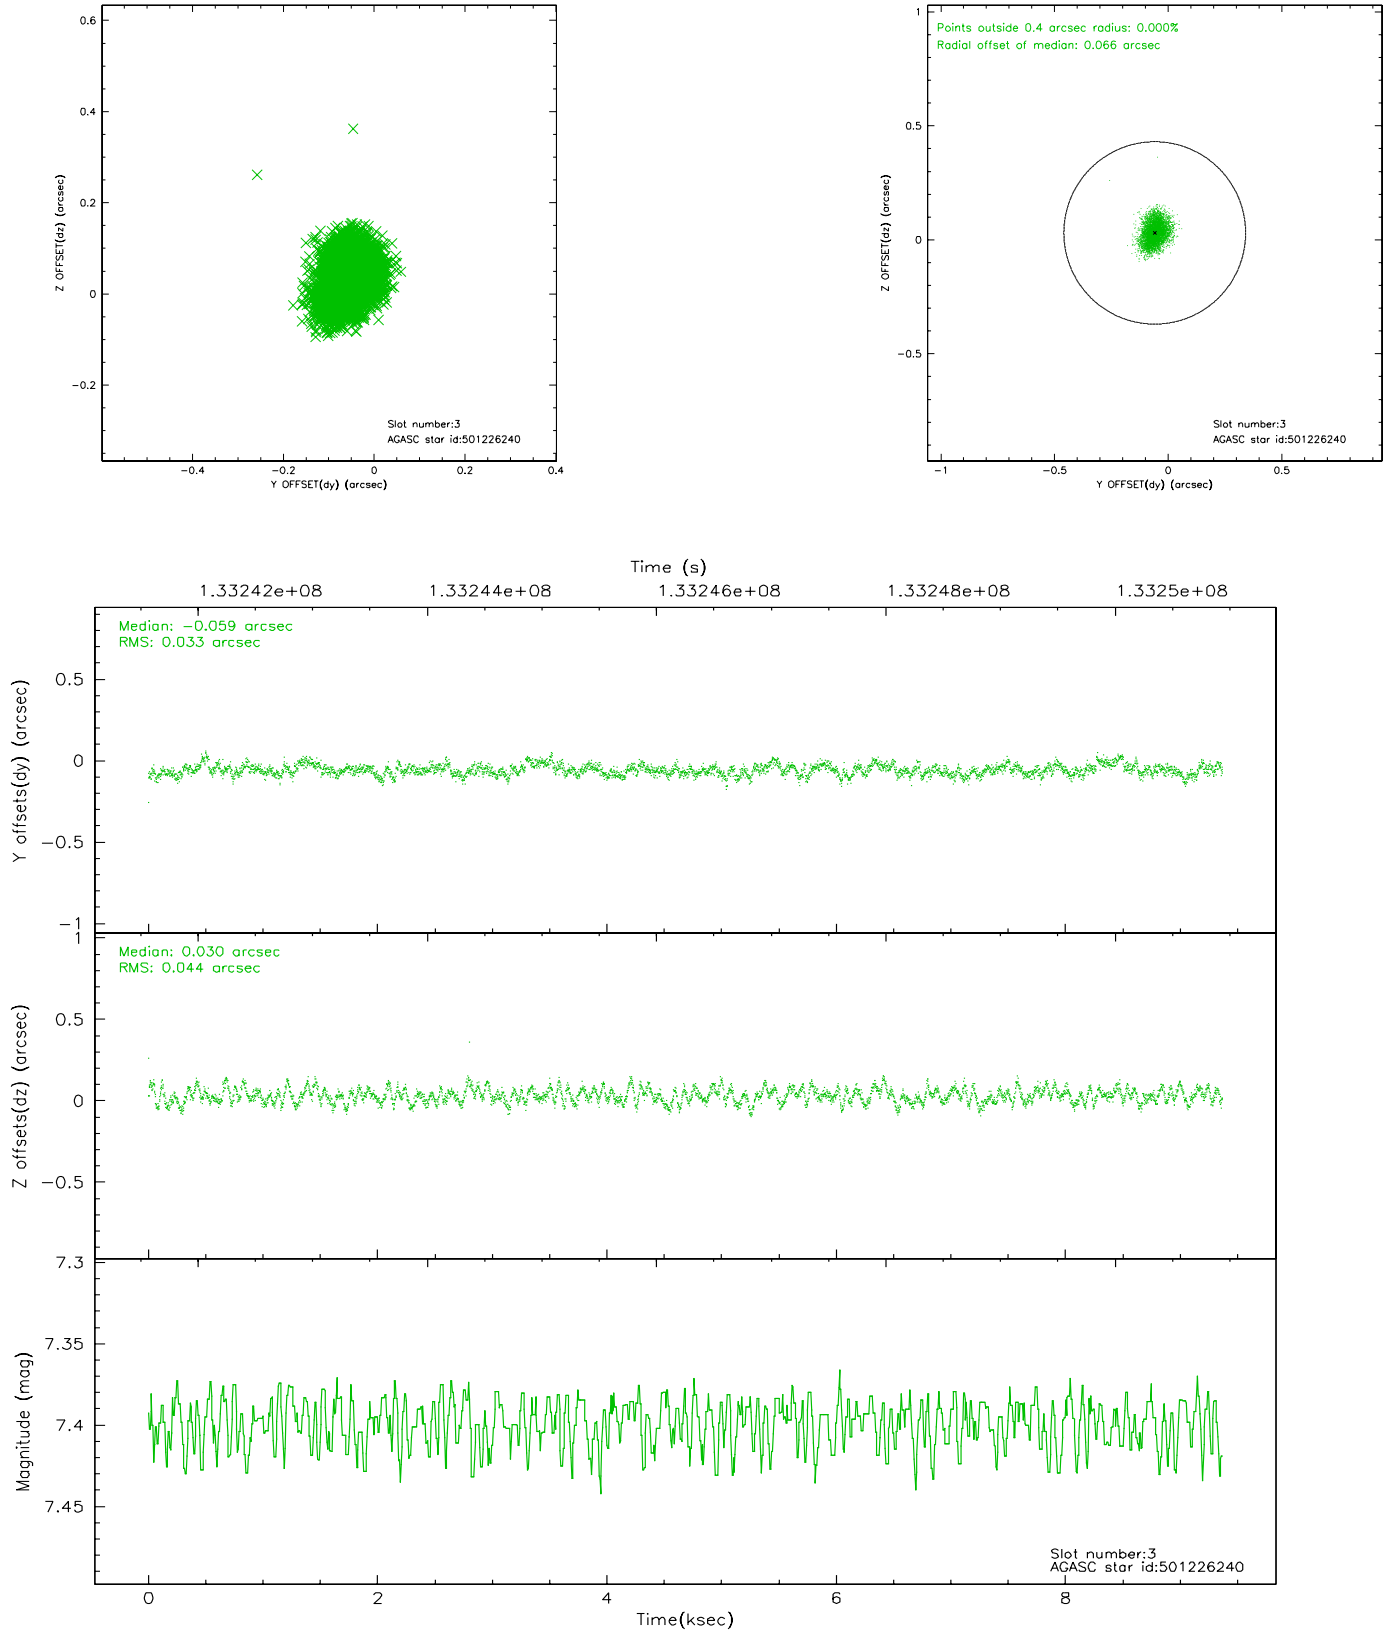 0.6
0.4
0.2
0
−0.2
Z OFFSET(dz) (arcsec)
Slot number:3
AGASC star id:501226240
−0.4 −0.2 0 0.2 0.4
Y OFFSET(dy) (arcsec)
Points outside 0.4 arcsec radius: 0.000%
Radial offset of median: 0.066 arcsec
1
0.5
0
−0.5
Z OFFSET(dz) (arcsec)
Slot number:3
AGASC star id:501226240
−1 −0.5 0 0.5
Y OFFSET(dy) (arcsec)
Time (s)
1.33242e+08 1.33244e+08 1.33246e+08 1.33248e+08 1.3325e+08
Median: −0.059 arcsec
RMS: 0.033 arcsec
0.5
0
−0.5
−1
Y offsets(dy) (arcsec)
Median: 0.030 arcsec
RMS: 0.044 arcsec
1
0.5
0
−0.5
Z offsets(dz) (arcsec)
7.3
7.35
7.4
7.45
Magnitude (mag)
Slot number:3
AGASC star id:501226240
0 2 4 6 8
Time(ksec)